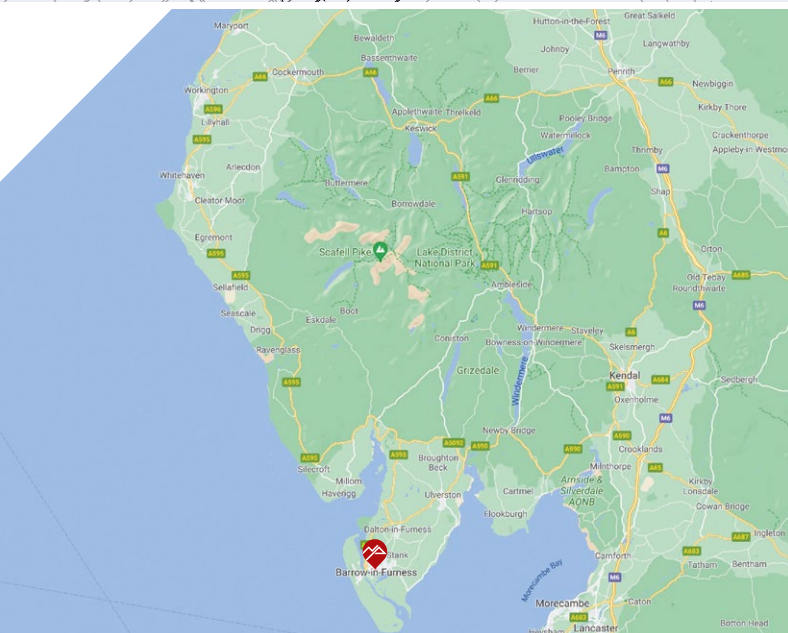 Hutton-in-the-Forest
Great Salkeld
Maryport
M6
Bewaldeth
Johnby
Langwathby
Bassenthwaite
A66
Cockermouth
A66
Berrier
Penrith
A66
Newbiggin
Workington
A66
A596
Kirkby Thore
Lillyhall
Applethwaite
Threlkeld
Pooley Bridge
Keswick
Watermillock
Crackenthorpe
A595
Thrimby
Appleby-in-Westmo
Ullswater
Arlecdon
Bampton
M6
Whitehaven
A591
Glenridding
Buttermere
Shap
Cleator Moor
Borrowdale
Hartsop
Egremont
A6
A595
Scafell Pike
Lake District
National Park
Orton
A591
A595
Old Tebay
A685
Sellafield
Ambleside
Roundthwaite
M6
Seascale
Boot
Eskdale
Drigg
Windermere
Staveley
A6
Coniston
Bowness-on-Windermere
Skelsmergh
Ravenglass
Grizedale
Kendal
A595
Windermere
A591
A684
Sedbergh
Oxenholme
M6
Newby Bridge
A590
A5092
A590
A590
Crooklands
A595
A595
Broughton
Beck
Silecroft
Milnthorpe
A65
Millom
Arnside &
Silverdale
AONB
Kirkby
Lonsdale
Haverigg
Ulverston
Cartmel
Cowan Bridge
Flookburgh
Dalton-in-Furness
Ingleton
A687
Stank
A683
Carnforth
Tatham
Bentham
Barrow-in-Furness
Morecambe Bay
M6
Morecambe
Caton
A683
Botton Head
Lancaster